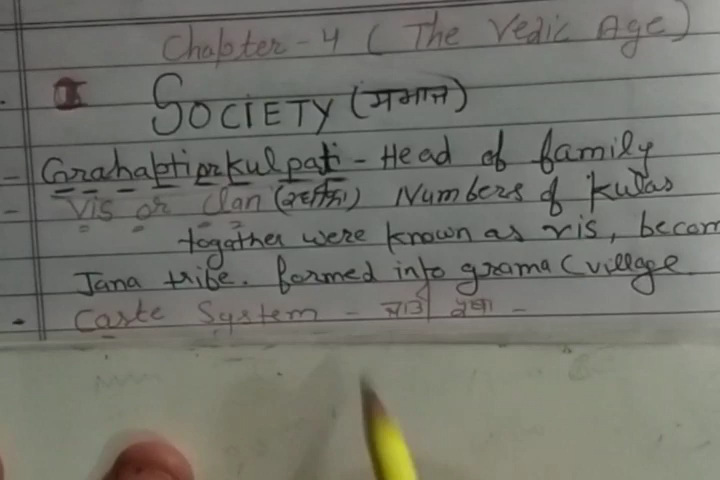 Chapter - 4 ( The Vedic Age )
SOCIETY (समाज)
- Grahapti or kulpati - Head of family
- Vis or Clan Numbers of kulas
togather were known as vis, becom
Jana tribe. formed into grama (village
- Caste System - प्रथा -